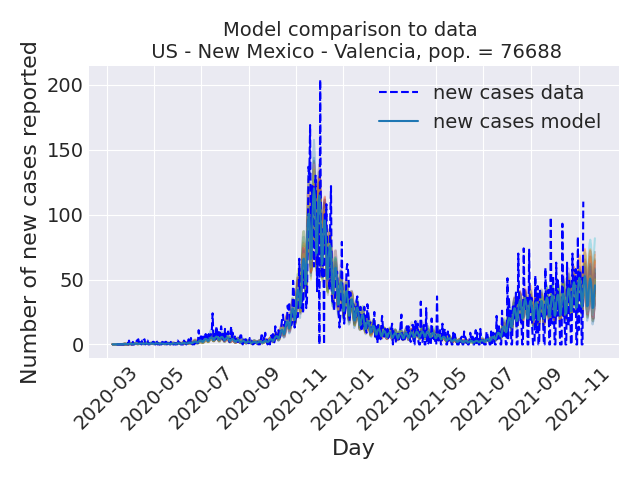 Model comparison to data
US - New Mexico - Valencia, pop. = 76688
Number of new cases reported
200
150
100
50
0
new cases data
new cases model
2020-03
2020-05
2020-07
2020-09
2020-11
2021-01
2021-03
2021-05
2021-07
2021-09
2021-11
Day